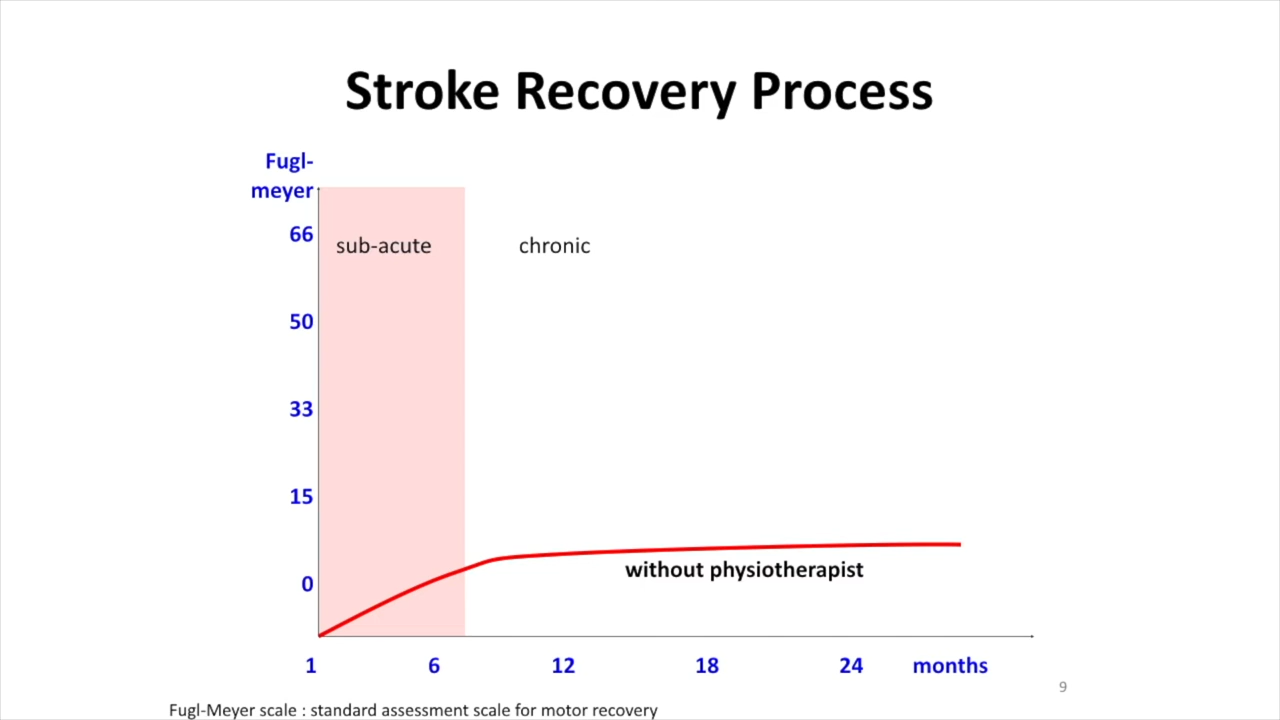 Stroke Recovery Process
Fugl-
meyer
66
sub-acute
chronic
50
33
15
without physiotherapist
0
1 6 12 18 24 months
9
Fugl-Meyer scale : standard assessment scale for motor recovery